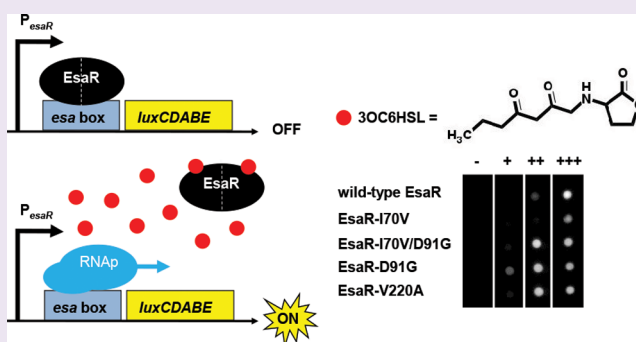 PesaR
EsaR
esa box luxCDABE
OFF
3OC6HSL =
O O H N O O
H3C
PesaR
EsaR
RNAp
esa box luxCDABE
ON
- + ++ +++
wild-type EsaR
EsaR-I70V
EsaR-I70V/D91G
EsaR-D91G
EsaR-V220A